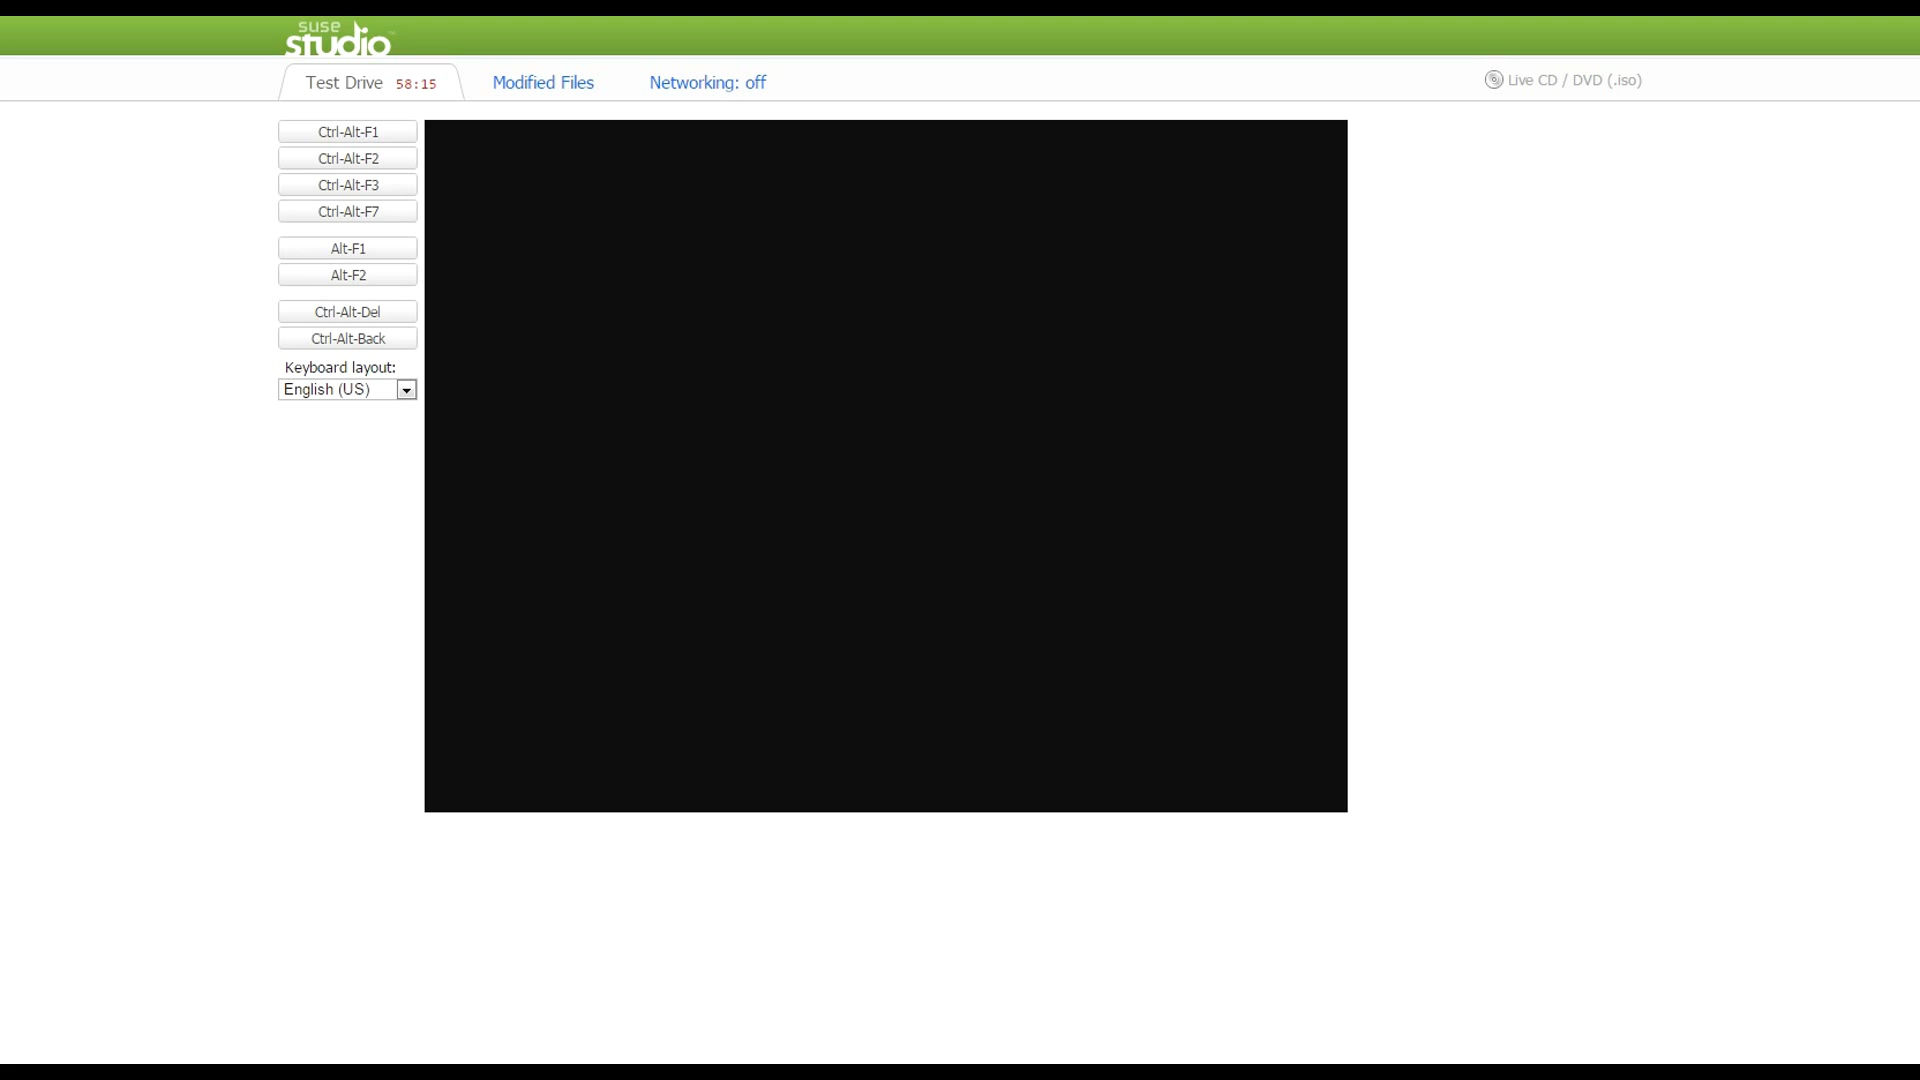 suse
studio
Test Drive 58:15
Modified Files
Networking: off
Live CD / DVD (.iso)
Ctrl-Alt-F1
Ctrl-Alt-F2
Ctrl-Alt-F3
Ctrl-Alt-F7
Alt-F1
Alt-F2
Ctrl-Alt-Del
Ctrl-Alt-Back
Keyboard layout:
English (US)